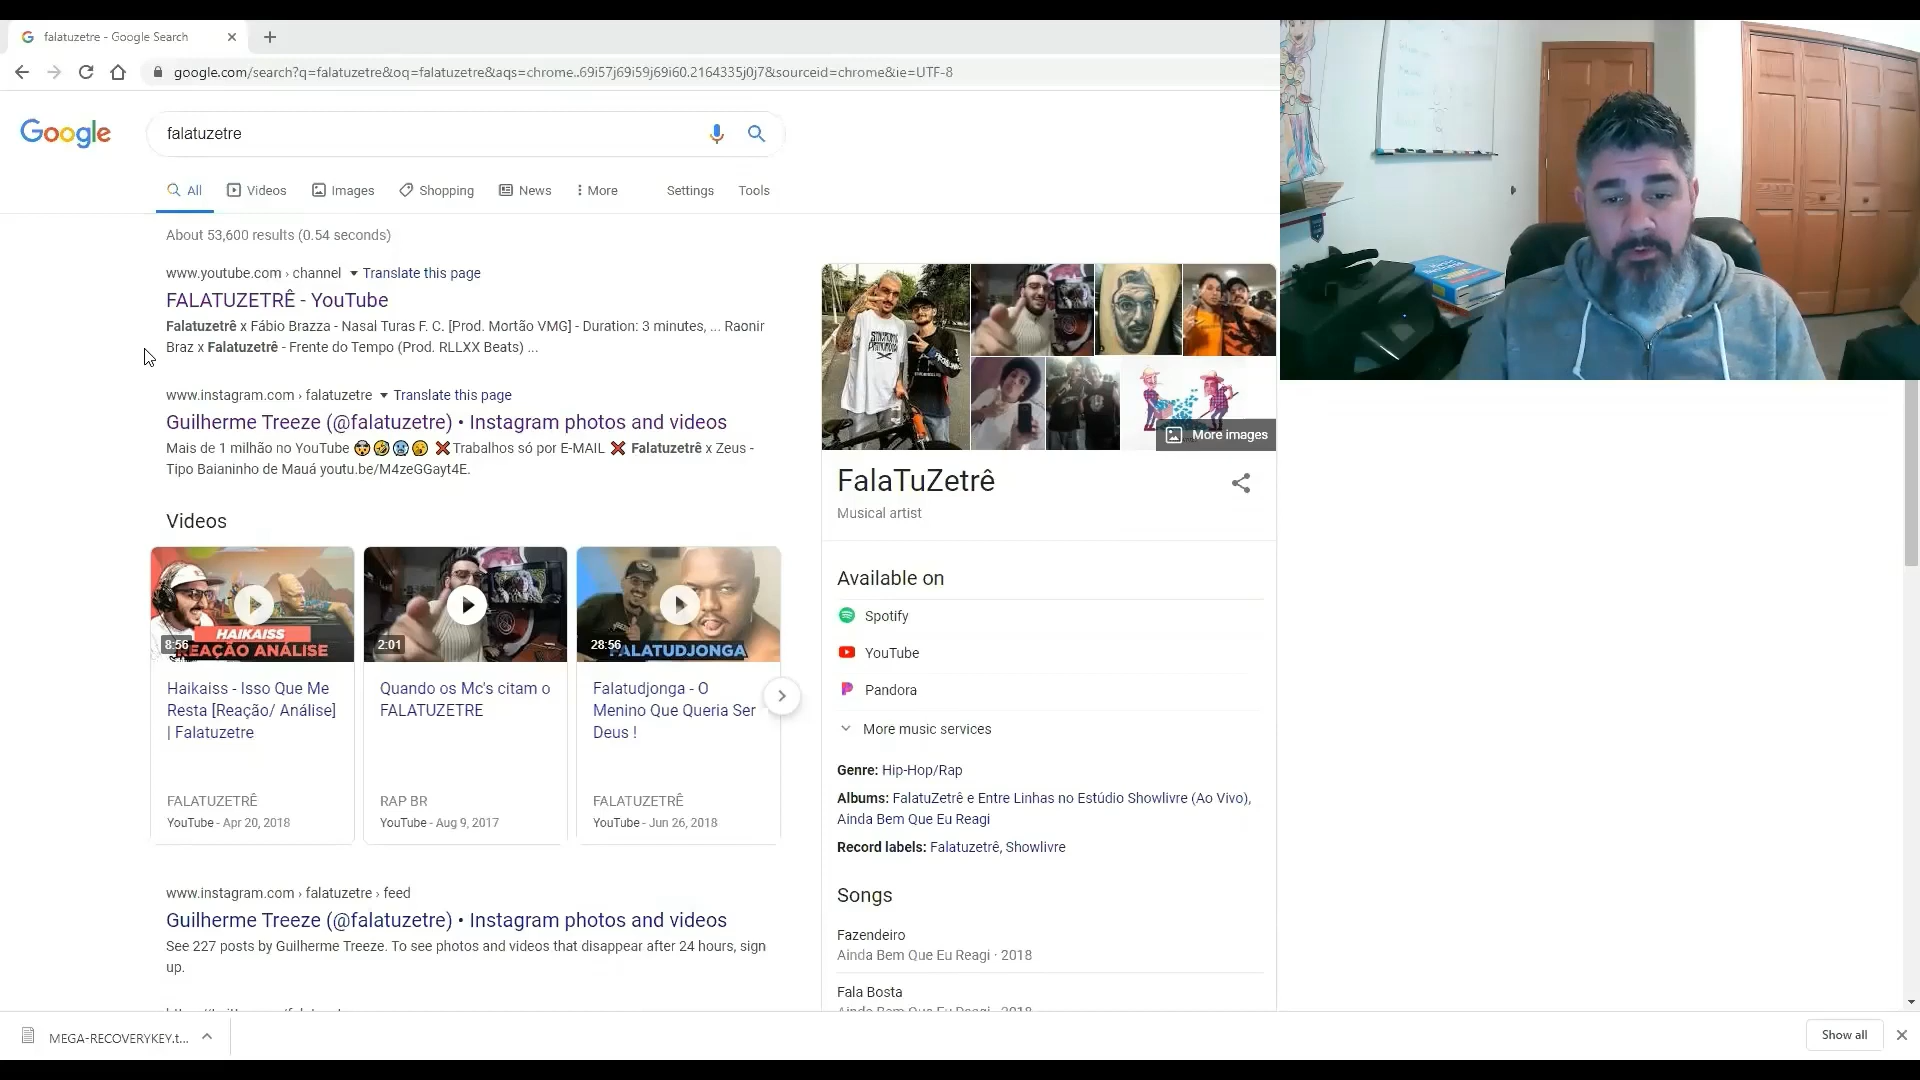 falatuzetre - Google Search
google.com/search?q=falatuzetre&oq=falatuzetre&aqs=chrome..69i57j69i59j69i60.2164335j0j7&sourceid=chrome&ie=UTF-8
Google
falatuzetre
All Videos Images Shopping News More Settings Tools
About 53,600 results (0.54 seconds)
www.youtube.com › channel Translate this page
FALATUZETRÊ - YouTube
Falatuzetrê x Fábio Brazza - Nasal Turas F. C. [Prod. Mortão VMG] - Duration: 3 minutes, ... Raonir
Braz x Falatuzetrê - Frente do Tempo (Prod. RLLXX Beats) ...
www.instagram.com › falatuzetre Translate this page
Guilherme Treeze (@falatuzetre) • Instagram photos and videos
Mais de 1 milhão no YouTube 🤯🤣🥶😲 ❌Trabalhos só por E-MAIL ❌ Falatuzetrê x Zeus -
Tipo Baianinho de Mauá youtu.be/M4zeGGayt4E.
Videos
HAIKAISS
8:56
REAÇÃO ANÁLISE
2:01
28:56
FALATUDJONGA
Haikaiss - Isso Que Me
Resta [Reação/ Análise]
| Falatuzetre
FALATUZETRÊ
YouTube - Apr 20, 2018
Quando os Mc's citam o
FALATUZETRE
RAP BR
YouTube - Aug 9, 2017
Falatudjonga - O
Menino Que Queria Ser
Deus !
FALATUZETRÊ
YouTube - Jun 26, 2018
www.instagram.com › falatuzetre › feed
Guilherme Treeze (@falatuzetre) • Instagram photos and videos
See 227 posts by Guilherme Treeze. To see photos and videos that disappear after 24 hours, sign
up.
More images
FalaTuZetrê
Musical artist
Available on
Spotify
YouTube
Pandora
More music services
Genre: Hip-Hop/Rap
Albums: FalatuZetrê e Entre Linhas no Estúdio Showlivre (Ao Vivo),
Ainda Bem Que Eu Reagi
Record labels: Falatuzetrê, Showlivre
Songs
Fazendeiro
Ainda Bem Que Eu Reagi · 2018
Fala Bosta
Ainda Bem Que Eu Reagi · 2018
MEGA-RECOVERYKEY.t...
Show all